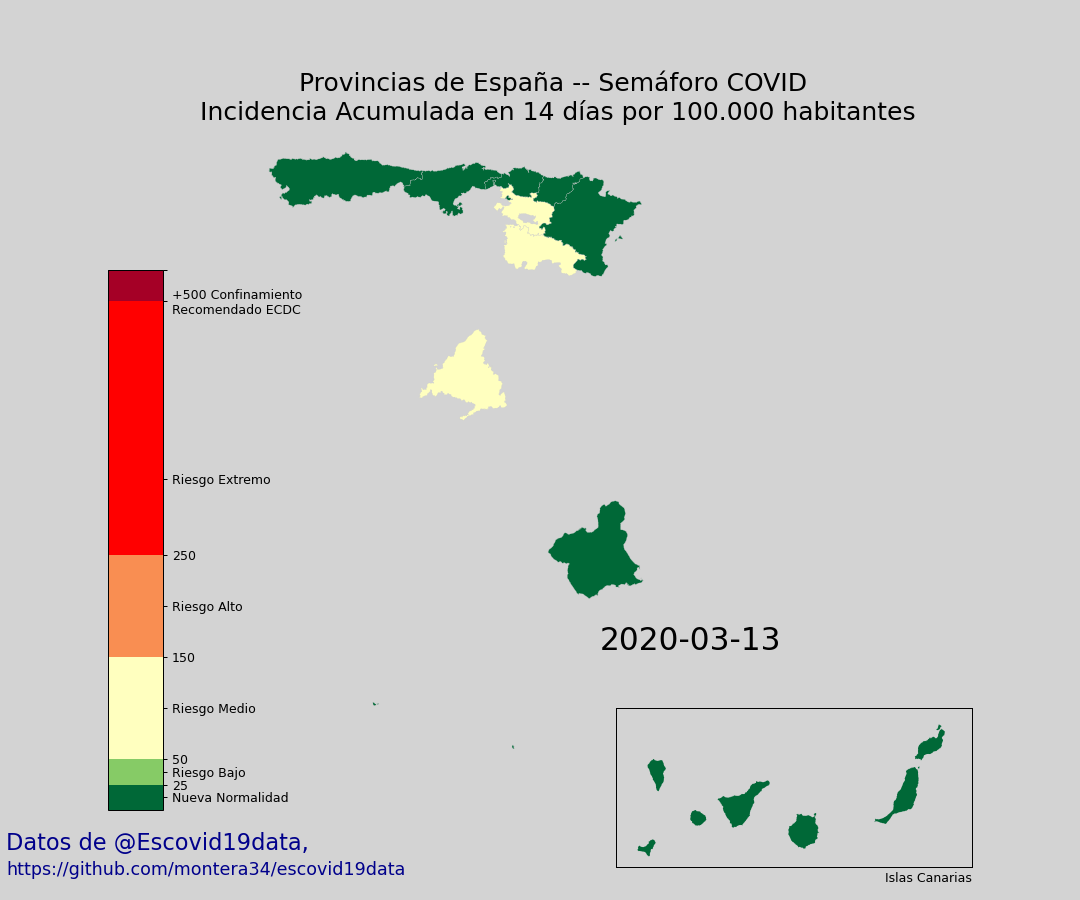 Provincias de España -- Semáforo COVID
Incidencia Acumulada en 14 días por 100.000 habitantes
+500 Confinamiento
Recomendado ECDC
Riesgo Extremo
250
Riesgo Alto
150
Riesgo Medio
50
Riesgo Bajo
25
Nueva Normalidad
2020-03-13
Islas Canarias
Datos de @Escovid19data,
https://github.com/montera34/escovid19data